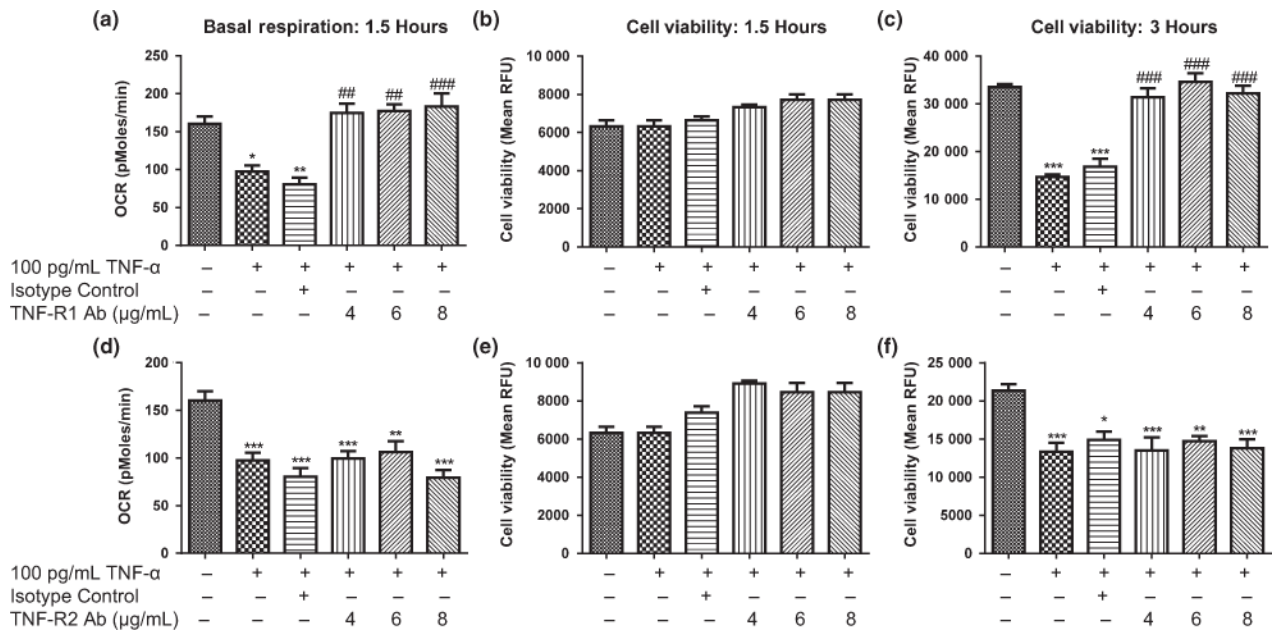 (a) Basal respiration: 1.5 Hours
OCR (pMoles/min)
250
200
150
100
50
0
* ** ## ## ###
(b) Cell viability: 1.5 Hours
Cell viability (Mean RFU)
10 000
8000
6000
4000
2000
0
(c) Cell viability: 3 Hours
Cell viability (Mean RFU)
40 000
30 000
20 000
10 000
0
*** *** ### ### ###
100 pg/mL TNF-α – + + + + + – + + + + + – + + + + +
Isotype Control – – + – – – – – + – – – – – + – – –
TNF-R1 Ab (µg/mL) – – – 4 6 8 – – – 4 6 8 – – – 4 6 8
(d)
OCR (pMoles/min)
200
150
100
50
0
*** *** *** ** ***
(e)
Cell viability (Mean RFU)
10 000
8000
6000
4000
2000
0
(f)
Cell viability (Mean RFU)
25 000
20 000
15 000
10 000
5000
0
*** * *** ** ***
100 pg/mL TNF-α – + + + + + – + + + + + – + + + + +
Isotype Control – – + – – – – – + – – – – – + – – –
TNF-R2 Ab (µg/mL) – – – 4 6 8 – – – 4 6 8 – – – 4 6 8